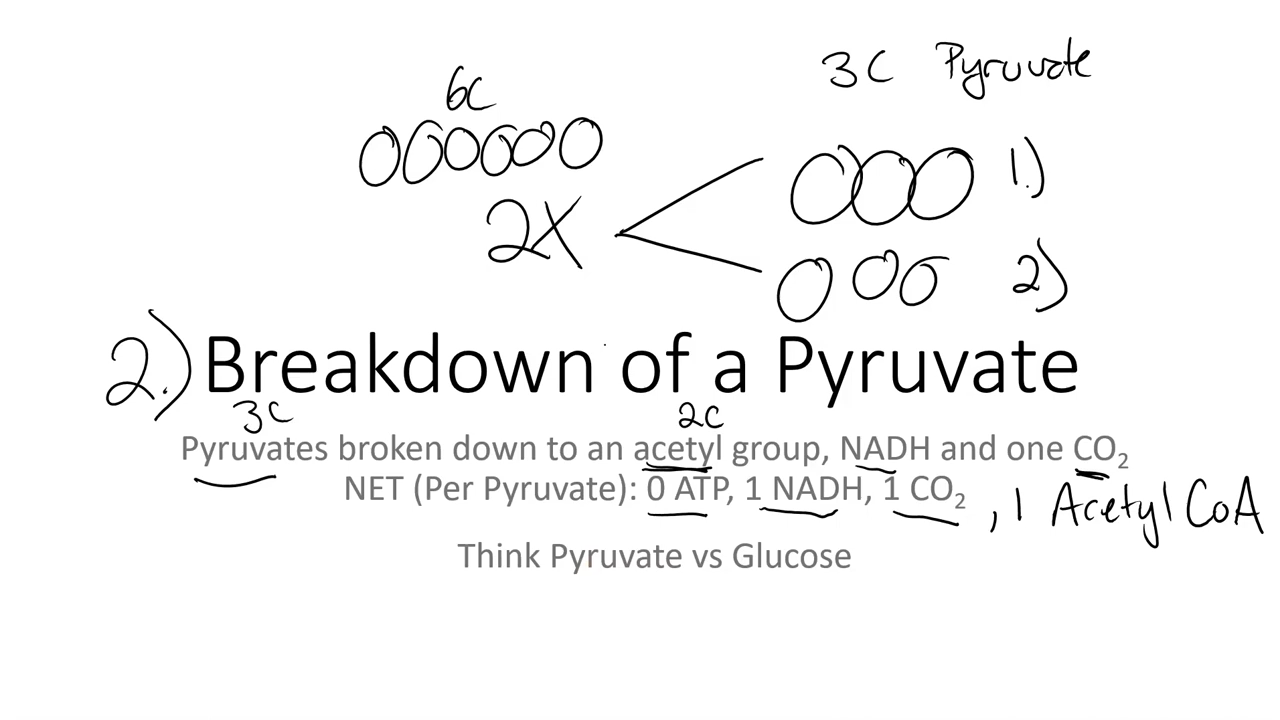 3C Pyruvate
6C
1.)
2X
2.)
2.) Breakdown of a Pyruvate
3C 2C
Pyruvates broken down to an acetyl group, NADH and one CO₂
NET (Per Pyruvate): 0 ATP, 1 NADH, 1 CO₂ , 1 Acetyl CoA
Think Pyruvate vs Glucose